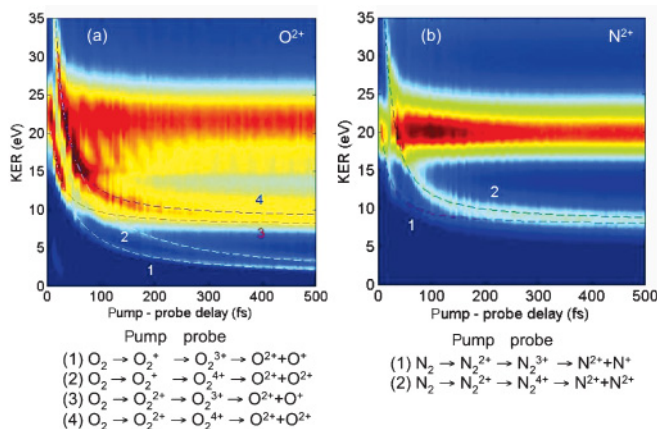 35
30
25
20
15
10
5
0
KER (eV)
(a)
O²⁺
4
3
2
1
0 100 200 300 400 500
Pump - probe delay (fs)
35
30
25
20
15
10
5
0
KER (eV)
(b)
N²⁺
2
1
0 100 200 300 400 500
Pump - probe delay (fs)
Pump probe
(1) O₂ → O₂⁺ → O₂³⁺ → O²⁺+O⁺
(2) O₂ → O₂⁺ → O₂⁴⁺ → O²⁺+O²⁺
(3) O₂ → O₂²⁺ → O₂³⁺ → O²⁺+O⁺
(4) O₂ → O₂²⁺ → O₂⁴⁺ → O²⁺+O²⁺
Pump probe
(1) N₂ → N₂²⁺ → N₂³⁺ → N²⁺+N⁺
(2) N₂ → N₂²⁺ → N₂⁴⁺ → N²⁺+N²⁺